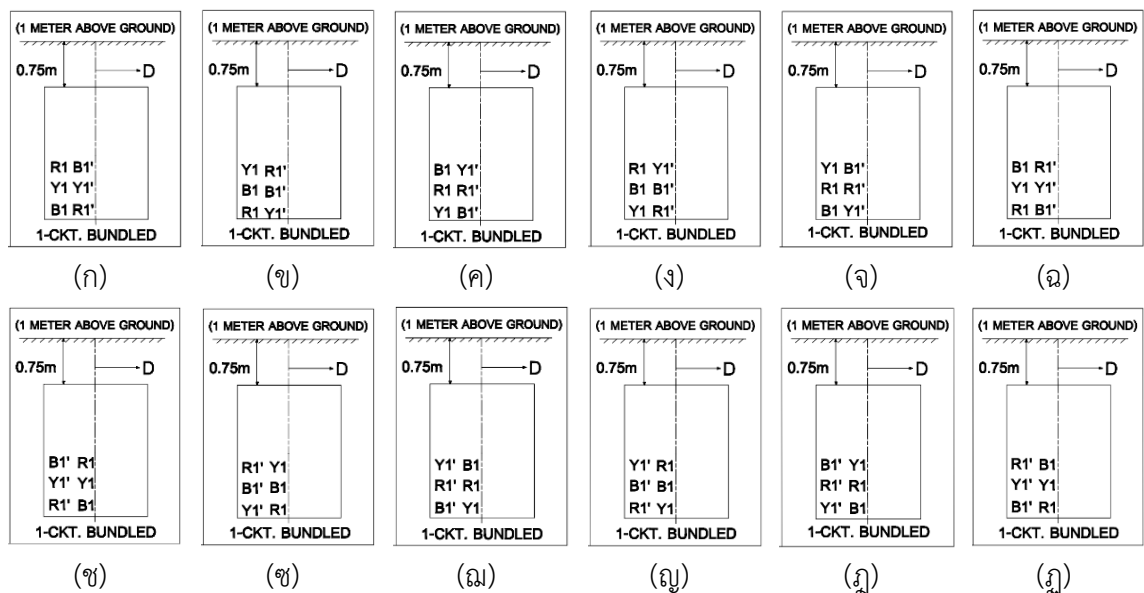 (1 METER ABOVE GROUND) (1 METER ABOVE GROUND) (1 METER ABOVE GROUND) (1 METER ABOVE GROUND) (1 METER ABOVE GROUND) (1 METER ABOVE GROUND)
0.75m D 0.75m D 0.75m D 0.75m D 0.75m D 0.75m D
R1 B1' Y1 R1' B1 Y1' R1 Y1' Y1 B1' B1 R1'
Y1 Y1' B1 B1' R1 R1' B1 B1' R1 R1' Y1 Y1'
B1 R1' R1 Y1' Y1 B1' Y1 R1' B1 Y1' R1 B1'
1-CKT. BUNDLED 1-CKT. BUNDLED 1-CKT. BUNDLED 1-CKT. BUNDLED 1-CKT. BUNDLED 1-CKT. BUNDLED
(ก) (ข) (ค) (ง) (จ) (ฉ)
(1 METER ABOVE GROUND) (1 METER ABOVE GROUND) (1 METER ABOVE GROUND) (1 METER ABOVE GROUND) (1 METER ABOVE GROUND) (1 METER ABOVE GROUND)
0.75m D 0.75m D 0.75m D 0.75m D 0.75m D 0.75m D
B1' R1 R1' Y1 Y1' B1 Y1' R1 B1' Y1 R1' B1
Y1' Y1 B1' B1 R1' R1 B1' B1 R1' R1 Y1' Y1
R1' B1 Y1' R1 B1' Y1 R1' Y1 Y1' B1 B1' R1
1-CKT. BUNDLED 1-CKT. BUNDLED 1-CKT. BUNDLED 1-CKT. BUNDLED 1-CKT. BUNDLED 1-CKT. BUNDLED
(ช) (ซ) (ฌ) (ญ) (ฎ) (ฏ)